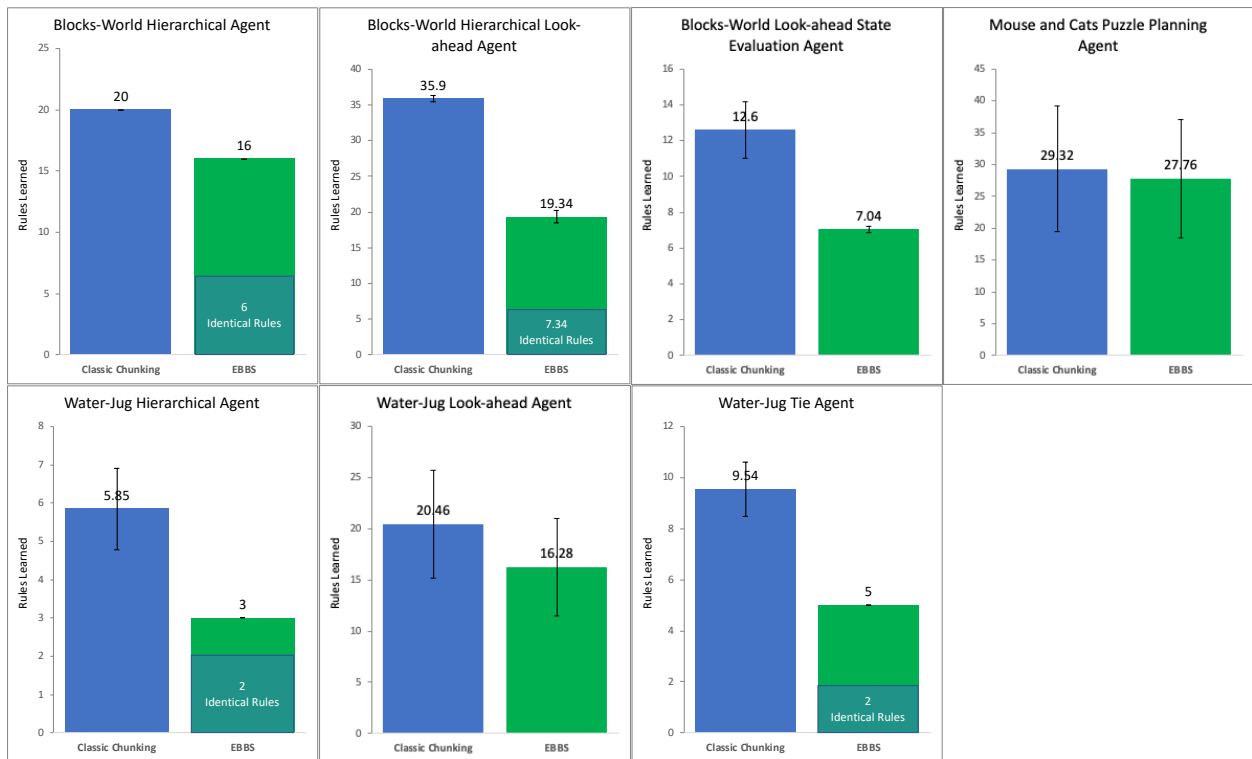 Blocks-World Hierarchical Agent
25
20
15
10
5
0
Rules Learned
20
16
6
Identical Rules
Classic Chunking
EBBS
Blocks-World Hierarchical Look-
ahead Agent
40
35
30
25
20
15
10
5
0
Rules Learned
35.9
19.34
7.34
Identical Rules
Classic Chunking
EBBS
Blocks-World Look-ahead State
Evaluation Agent
16
14
12
10
8
6
4
2
0
Rules Learned
12.6
7.04
Classic Chunking
EBBS
Mouse and Cats Puzzle Planning
Agent
45
40
35
30
25
20
15
10
5
0
Rules Learned
29.32
27.76
Classic Chunking
EBBS
Water-Jug Hierarchical Agent
8
7
6
5
4
3
2
1
0
Rules Learned
5.85
3
2
Identical Rules
Classic Chunking
EBBS
Water-Jug Look-ahead Agent
30
25
20
15
10
5
0
Rules Learned
20.46
16.28
Classic Chunking
EBBS
Water-Jug Tie Agent
12
10
8
6
4
2
0
Rules Learned
9.54
5
2
Identical Rules
Classic Chunking
EBBS